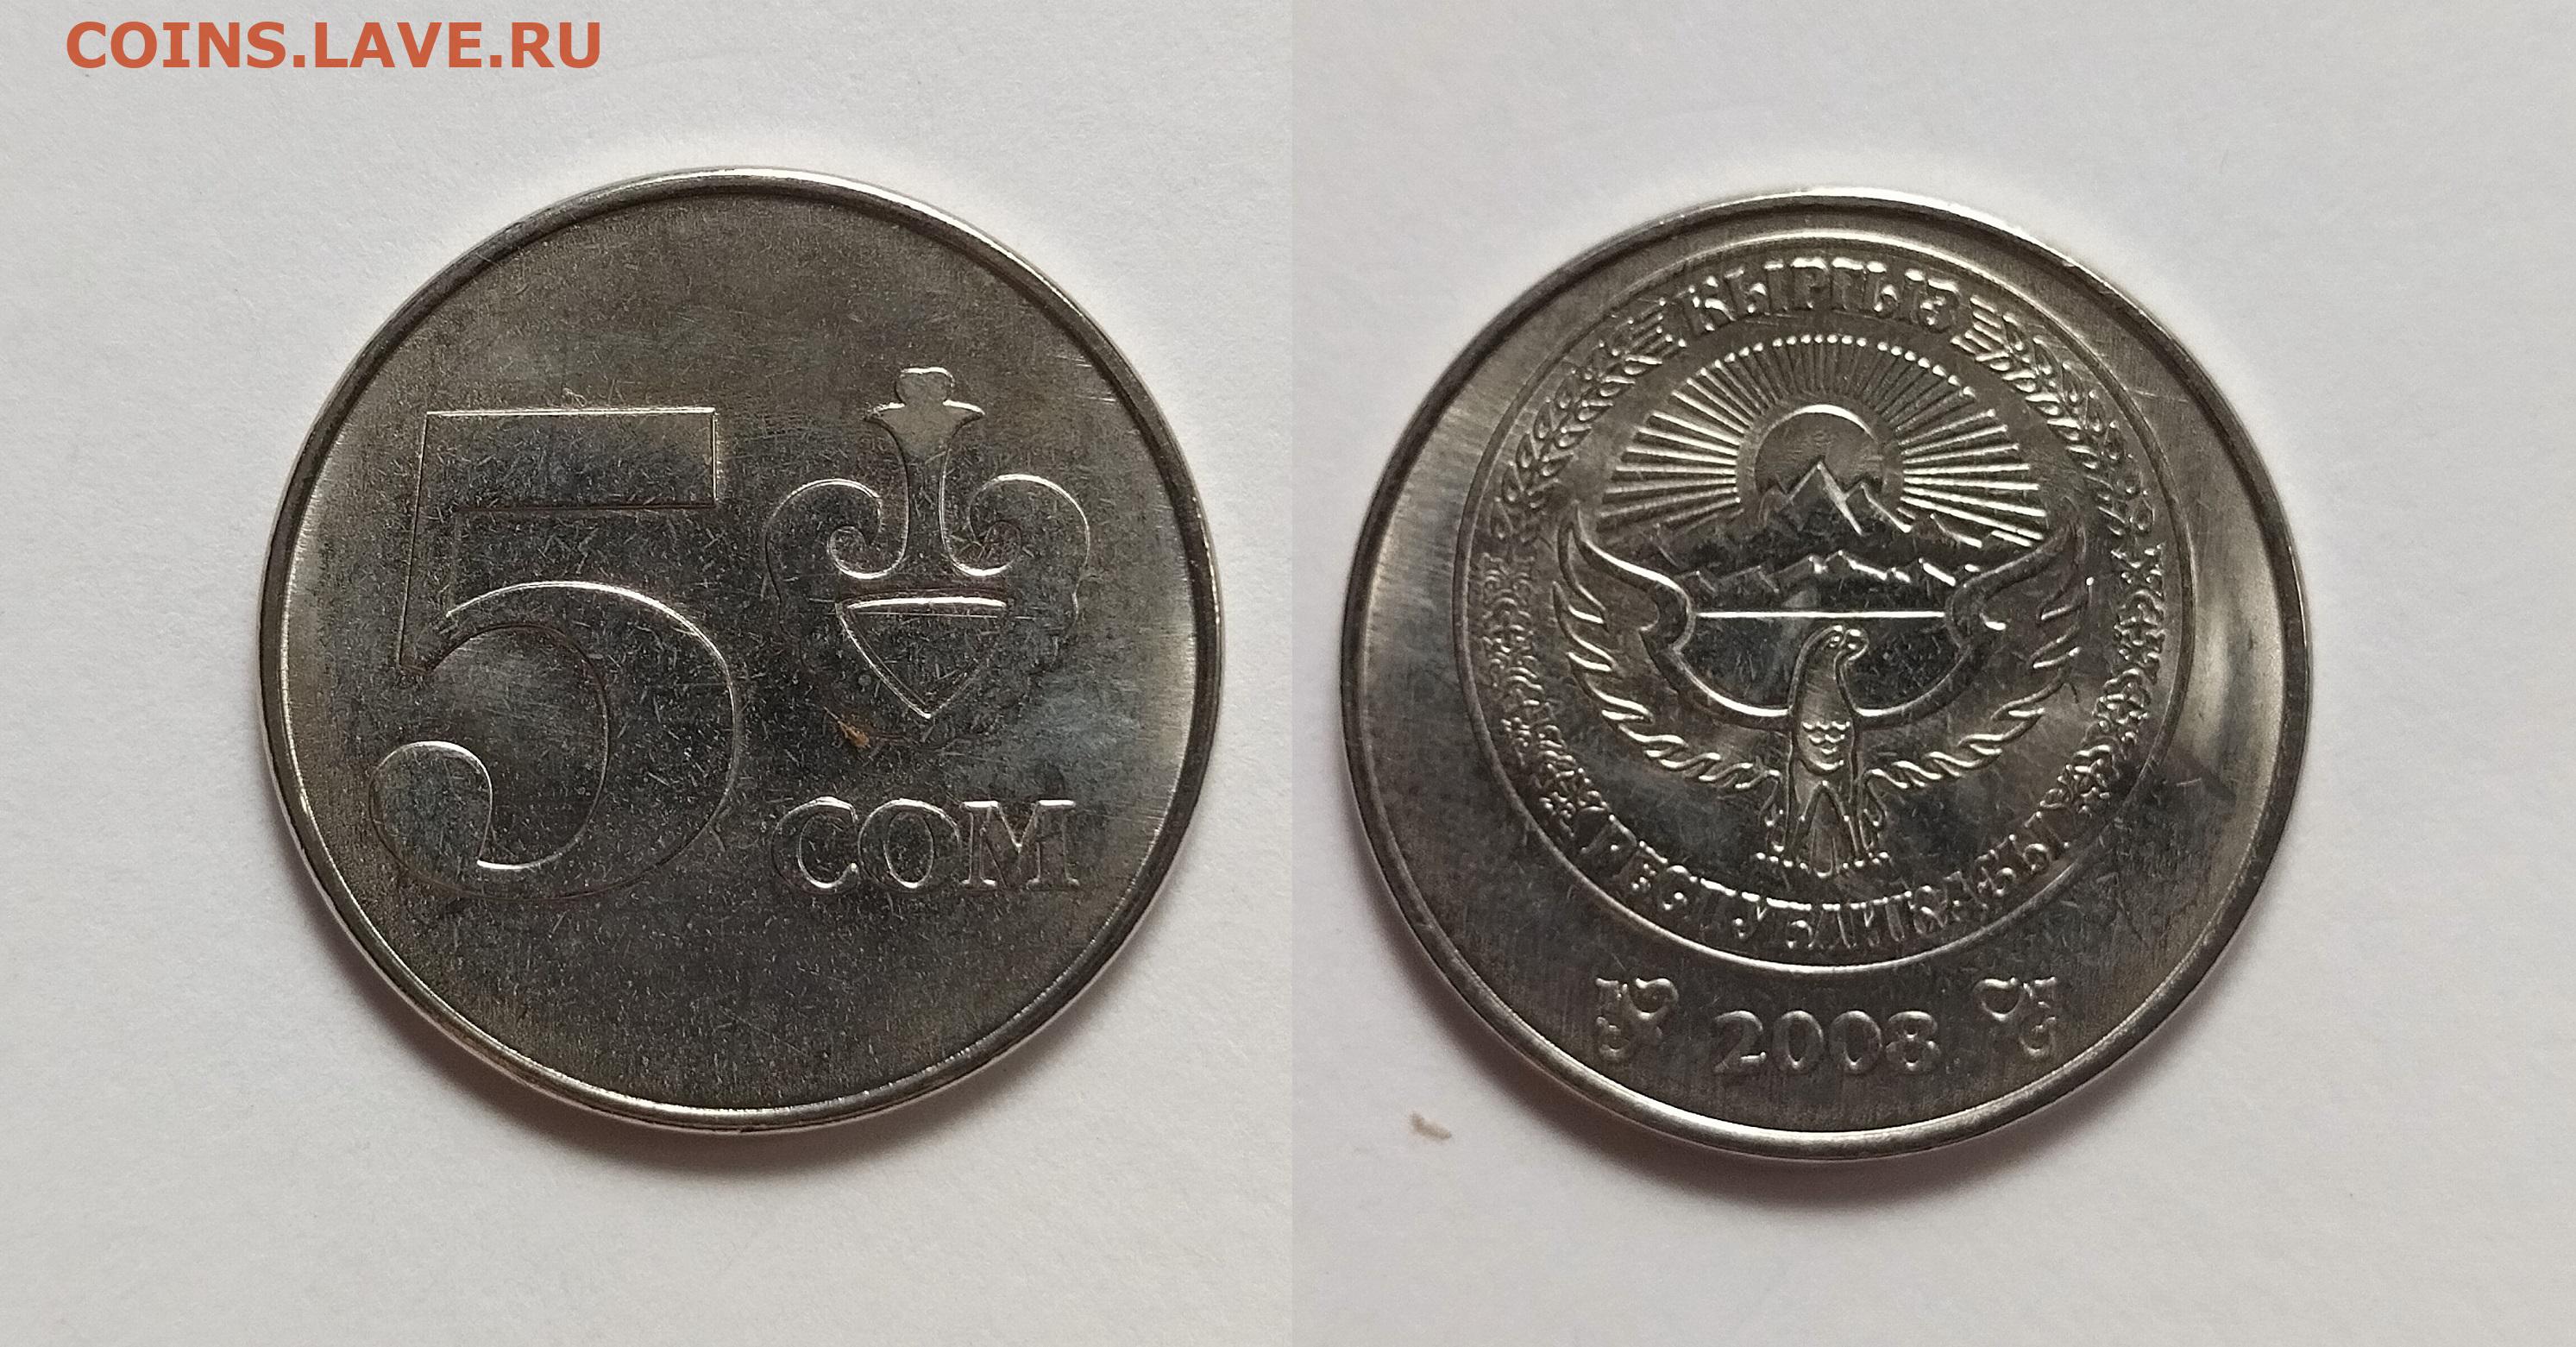 COINS.LAVE.RU
5
СОМ
КЫРГЫЗ
РЕСПУБЛИКАСЫ
2008